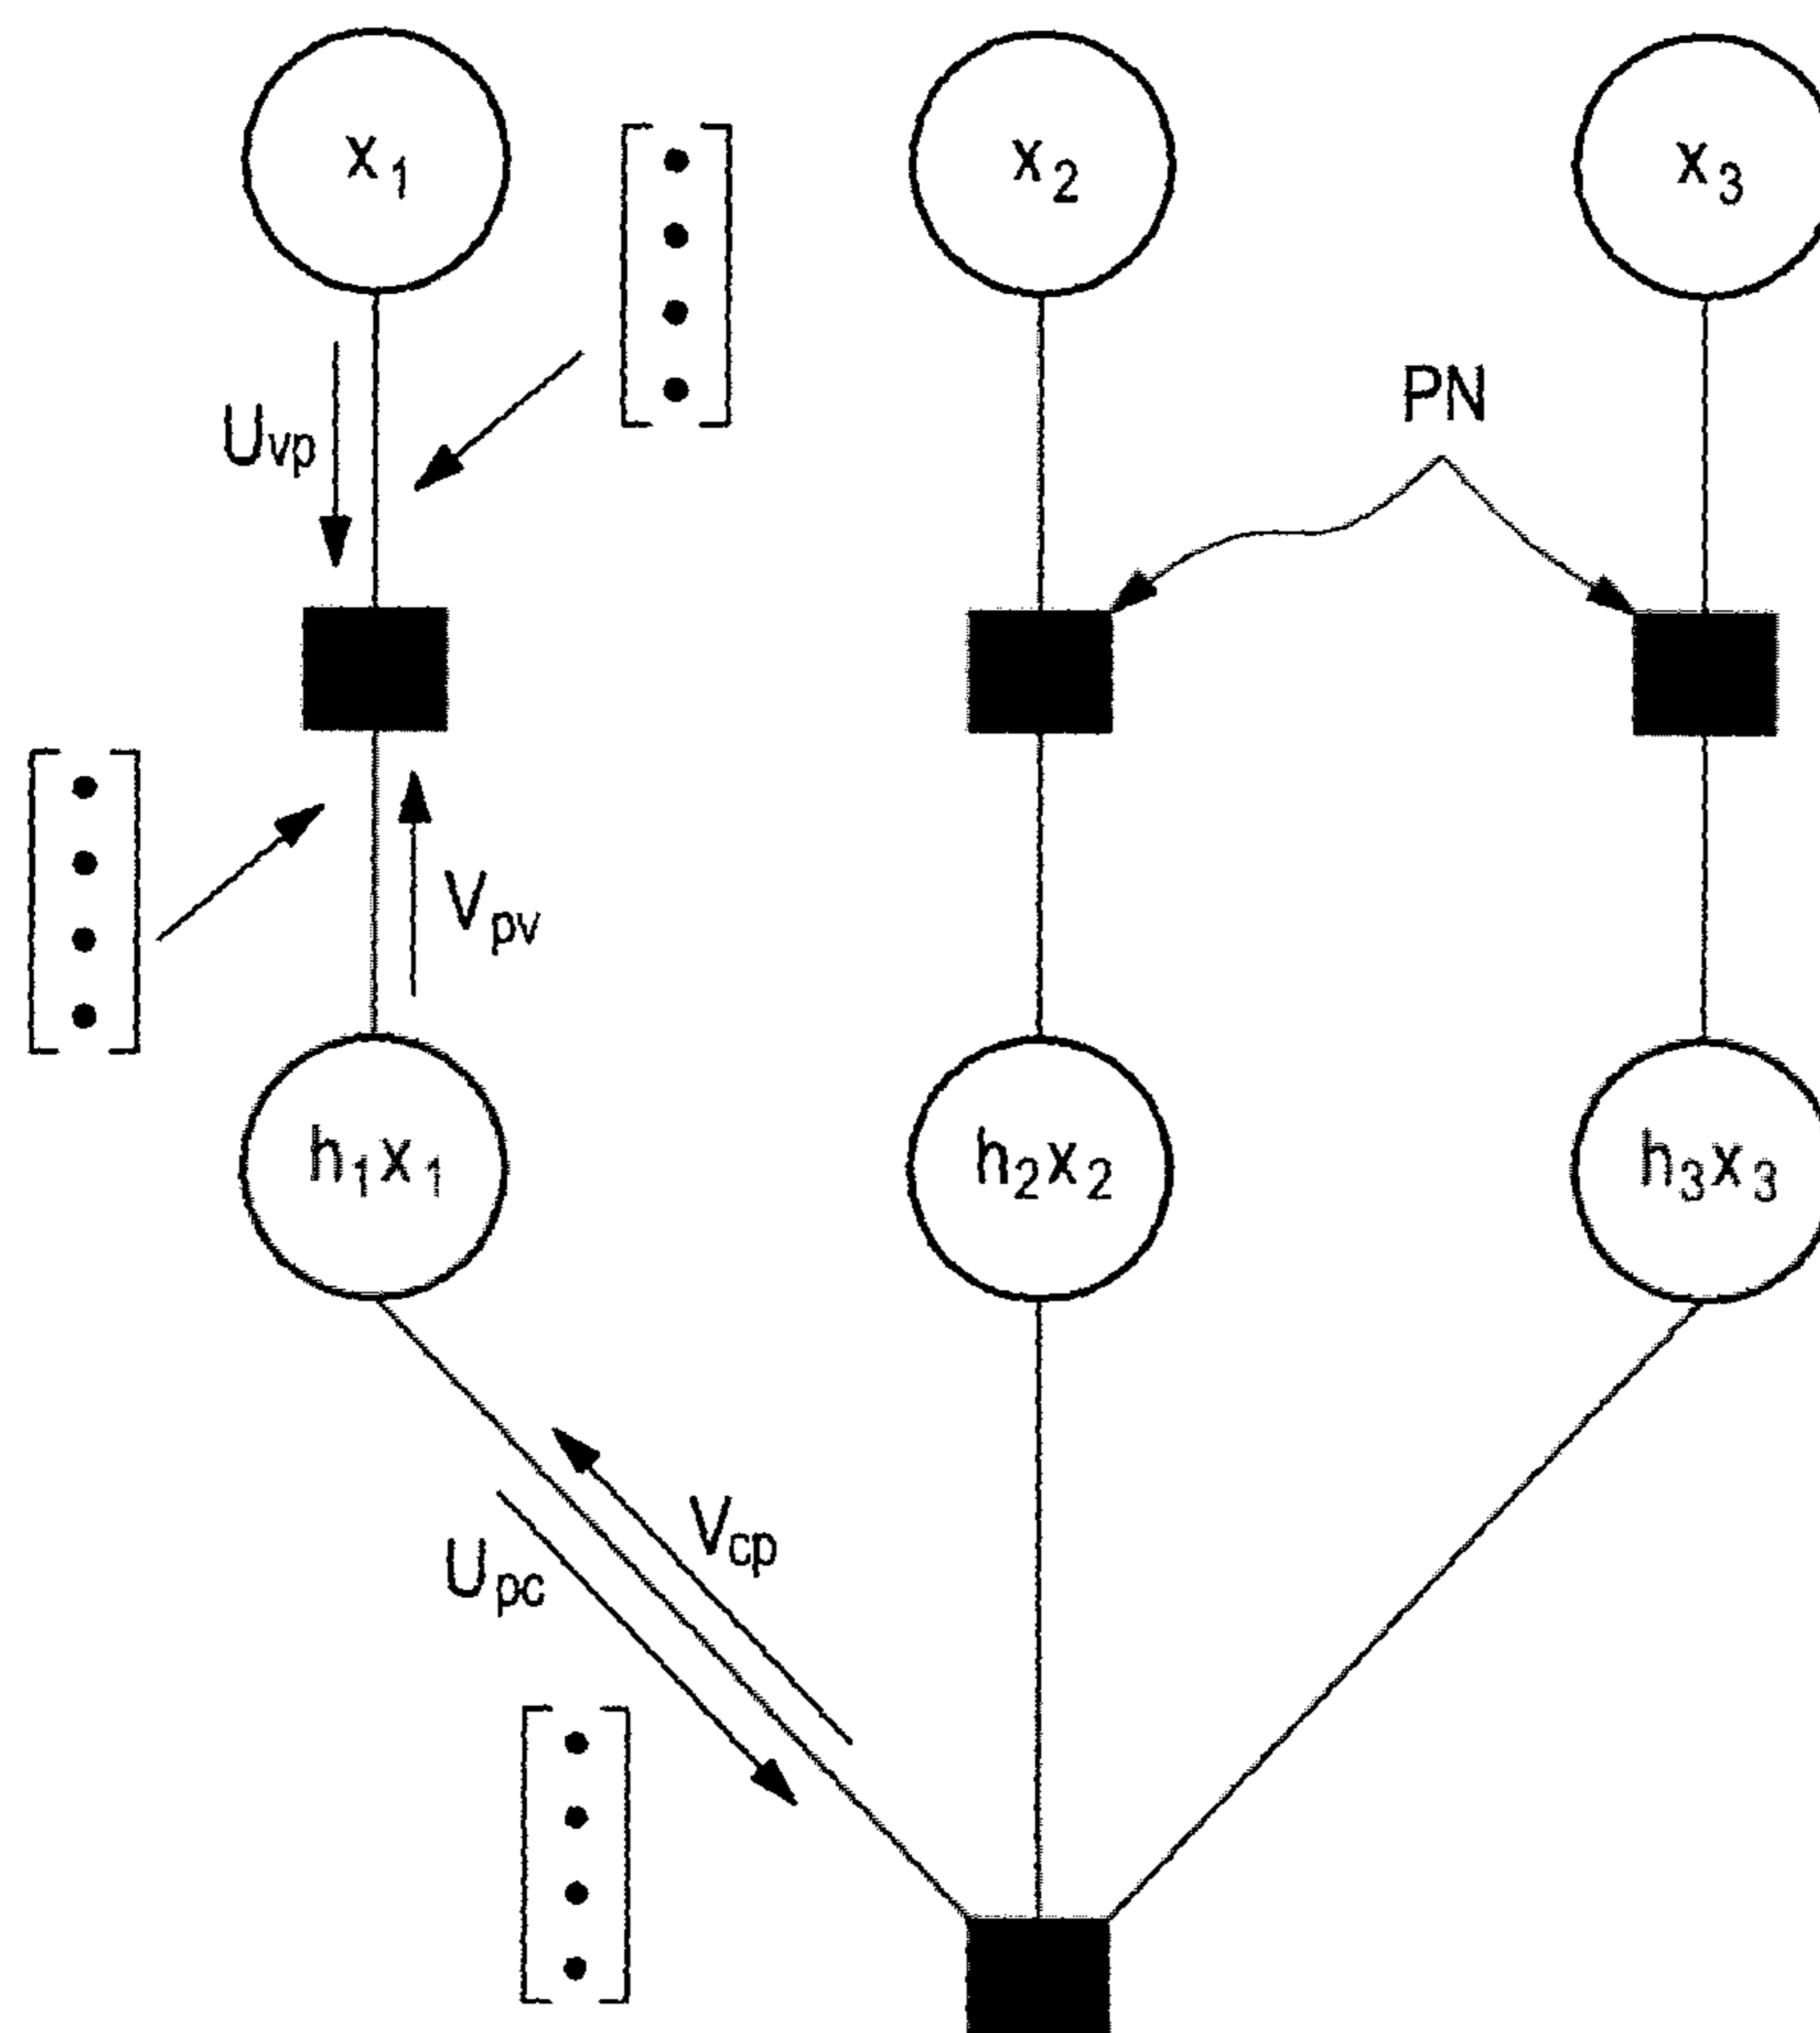 x₁
x₂
x₃
PN
Uvp
Vpv
h₁x₁
h₂x₂
h₃x₃
Vcp
Upc